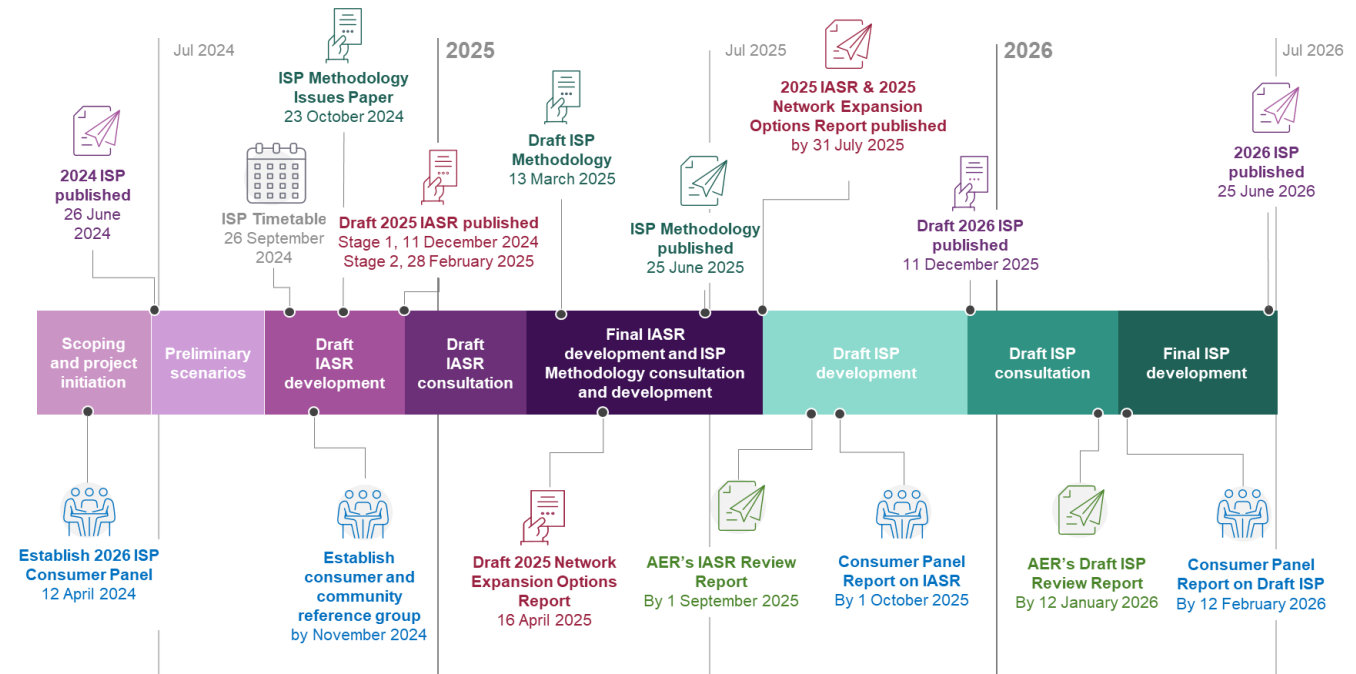 Jul 2024
2025
Jul 2025
2026
Jul 2026
2024 ISP
published
26 June
2024
ISP Timetable
26 September
2024
ISP Methodology
Issues Paper
23 October 2024
Draft 2025 IASR published
Stage 1, 11 December 2024
Stage 2, 28 February 2025
Draft ISP
Methodology
13 March 2025
ISP Methodology
published
25 June 2025
2025 IASR & 2025
Network Expansion
Options Report published
by 31 July 2025
Draft 2026 ISP
published
11 December 2025
2026 ISP
published
25 June 2026
Scoping
and project
initiation
Preliminary
scenarios
Draft
IASR
development
Draft
IASR
consultation
Final IASR
development and ISP
Methodology consultation
and development
Draft ISP
development
Draft ISP
consultation
Final ISP
development
Establish 2026 ISP
Consumer Panel
12 April 2024
Establish
consumer and
community
reference group
by November 2024
Draft 2025 Network
Expansion Options
Report
16 April 2025
AER's IASR Review
Report
By 1 September 2025
Consumer Panel
Report on IASR
By 1 October 2025
AER's Draft ISP
Review Report
By 12 January 2026
Consumer Panel
Report on Draft ISP
By 12 February 2026